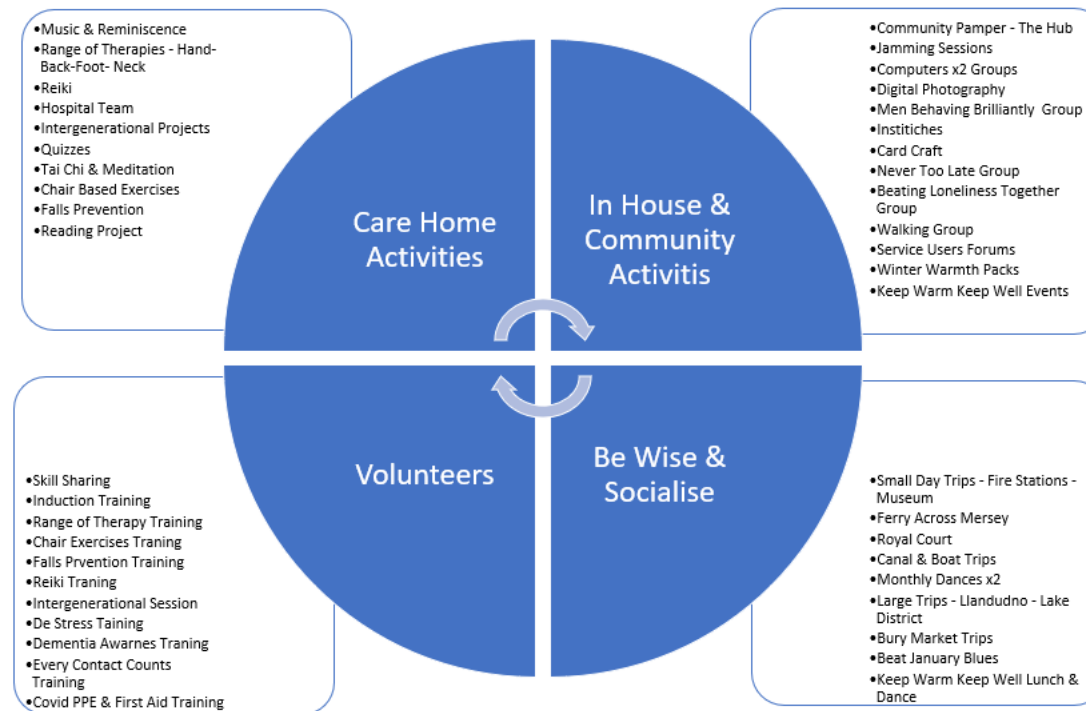 •Music & Reminiscence
•Range of Therapies - Hand-
Back-Foot- Neck
•Reiki
•Hospital Team
•Intergenerational Projects
•Quizzes
•Tai Chi & Meditation
•Chair Based Exercises
•Falls Prevention
•Reading Project
Care Home
Activities
•Community Pamper - The Hub
•Jamming Sessions
•Computers x2 Groups
•Digital Photography
•Men Behaving Brilliantly Group
•Institiches
•Card Craft
•Never Too Late Group
•Beating Loneliness Together
Group
•Walking Group
•Service Users Forums
•Winter Warmth Packs
•Keep Warm Keep Well Events
In House &
Community
Activitis
Volunteers
•Skill Sharing
•Induction Training
•Range of Therapy Training
•Chair Exercises Traning
•Falls Prvention Training
•Reiki Traning
•Intergenerational Session
•De Stress Taining
•Dementia Awarnes Traning
•Every Contact Counts
Training
•Covid PPE & First Aid Training
Be Wise &
Socialise
•Small Day Trips - Fire Stations -
Museum
•Ferry Across Mersey
•Royal Court
•Canal & Boat Trips
•Monthly Dances x2
•Large Trips - Llandudno - Lake
District
•Bury Market Trips
•Beat January Blues
•Keep Warm Keep Well Lunch &
Dance